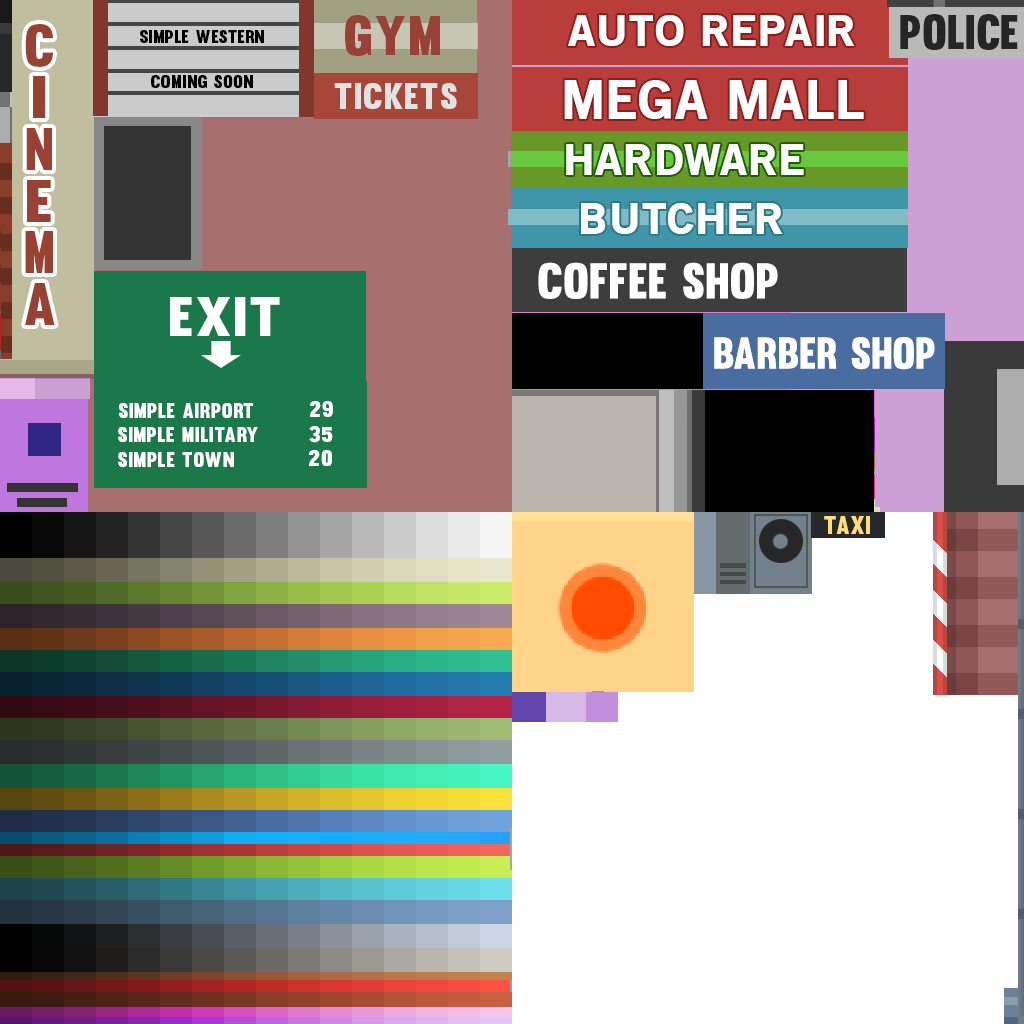 CINEMA
SIMPLE WESTERN
COMING SOON
GYM
TICKETS
EXIT
SIMPLE AIRPORT 29
SIMPLE MILITARY 35
SIMPLE TOWN 20
AUTO REPAIR
POLICE
MEGA MALL
HARDWARE
BUTCHER
COFFEE SHOP
BARBER SHOP
TAXI